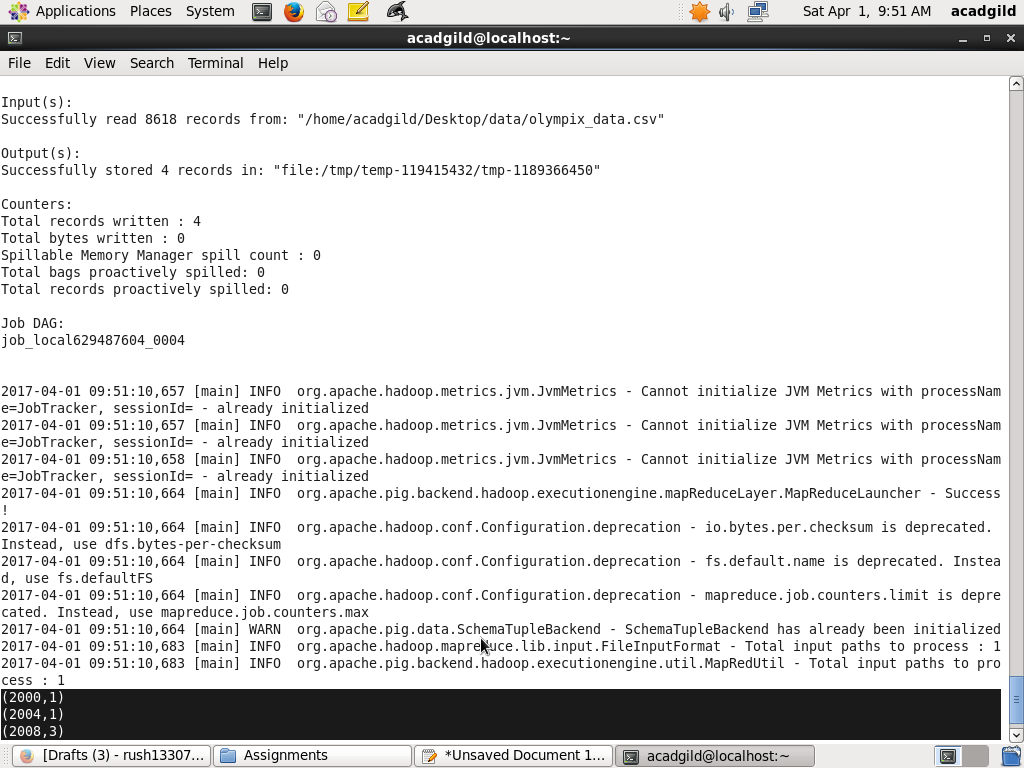 Applications Places System Sat Apr 1, 9:51 AM acadgild
acadgild@localhost:~
File Edit View Search Terminal Help
Input(s):
Successfully read 8618 records from: "/home/acadgild/Desktop/data/olympix_data.csv"
Output(s):
Successfully stored 4 records in: "file:/tmp/temp-119415432/tmp-1189366450"
Counters:
Total records written : 4
Total bytes written : 0
Spillable Memory Manager spill count : 0
Total bags proactively spilled: 0
Total records proactively spilled: 0
Job DAG:
job_local629487604_0004
2017-04-01 09:51:10,657 [main] INFO  org.apache.hadoop.metrics.jvm.JvmMetrics - Cannot initialize JVM Metrics with processNam
e=JobTracker, sessionId= - already initialized
2017-04-01 09:51:10,657 [main] INFO  org.apache.hadoop.metrics.jvm.JvmMetrics - Cannot initialize JVM Metrics with processNam
e=JobTracker, sessionId= - already initialized
2017-04-01 09:51:10,658 [main] INFO  org.apache.hadoop.metrics.jvm.JvmMetrics - Cannot initialize JVM Metrics with processNam
e=JobTracker, sessionId= - already initialized
2017-04-01 09:51:10,664 [main] INFO  org.apache.pig.backend.hadoop.executionengine.mapReduceLayer.MapReduceLauncher - Success
!
2017-04-01 09:51:10,664 [main] INFO  org.apache.hadoop.conf.Configuration.deprecation - io.bytes.per.checksum is deprecated.
Instead, use dfs.bytes-per-checksum
2017-04-01 09:51:10,664 [main] INFO  org.apache.hadoop.conf.Configuration.deprecation - fs.default.name is deprecated. Instea
d, use fs.defaultFS
2017-04-01 09:51:10,664 [main] INFO  org.apache.hadoop.conf.Configuration.deprecation - mapreduce.job.counters.limit is depre
cated. Instead, use mapreduce.job.counters.max
2017-04-01 09:51:10,664 [main] WARN  org.apache.pig.data.SchemaTupleBackend - SchemaTupleBackend has already been initialized
2017-04-01 09:51:10,683 [main] INFO  org.apache.hadoop.mapreduce.lib.input.FileInputFormat - Total input paths to process : 1
2017-04-01 09:51:10,683 [main] INFO  org.apache.pig.backend.hadoop.executionengine.util.MapRedUtil - Total input paths to pro
cess : 1
(2000,1)
(2004,1)
(2008,3)
[Drafts (3) - rush13307... Assignments *Unsaved Document 1... acadgild@localhost:~